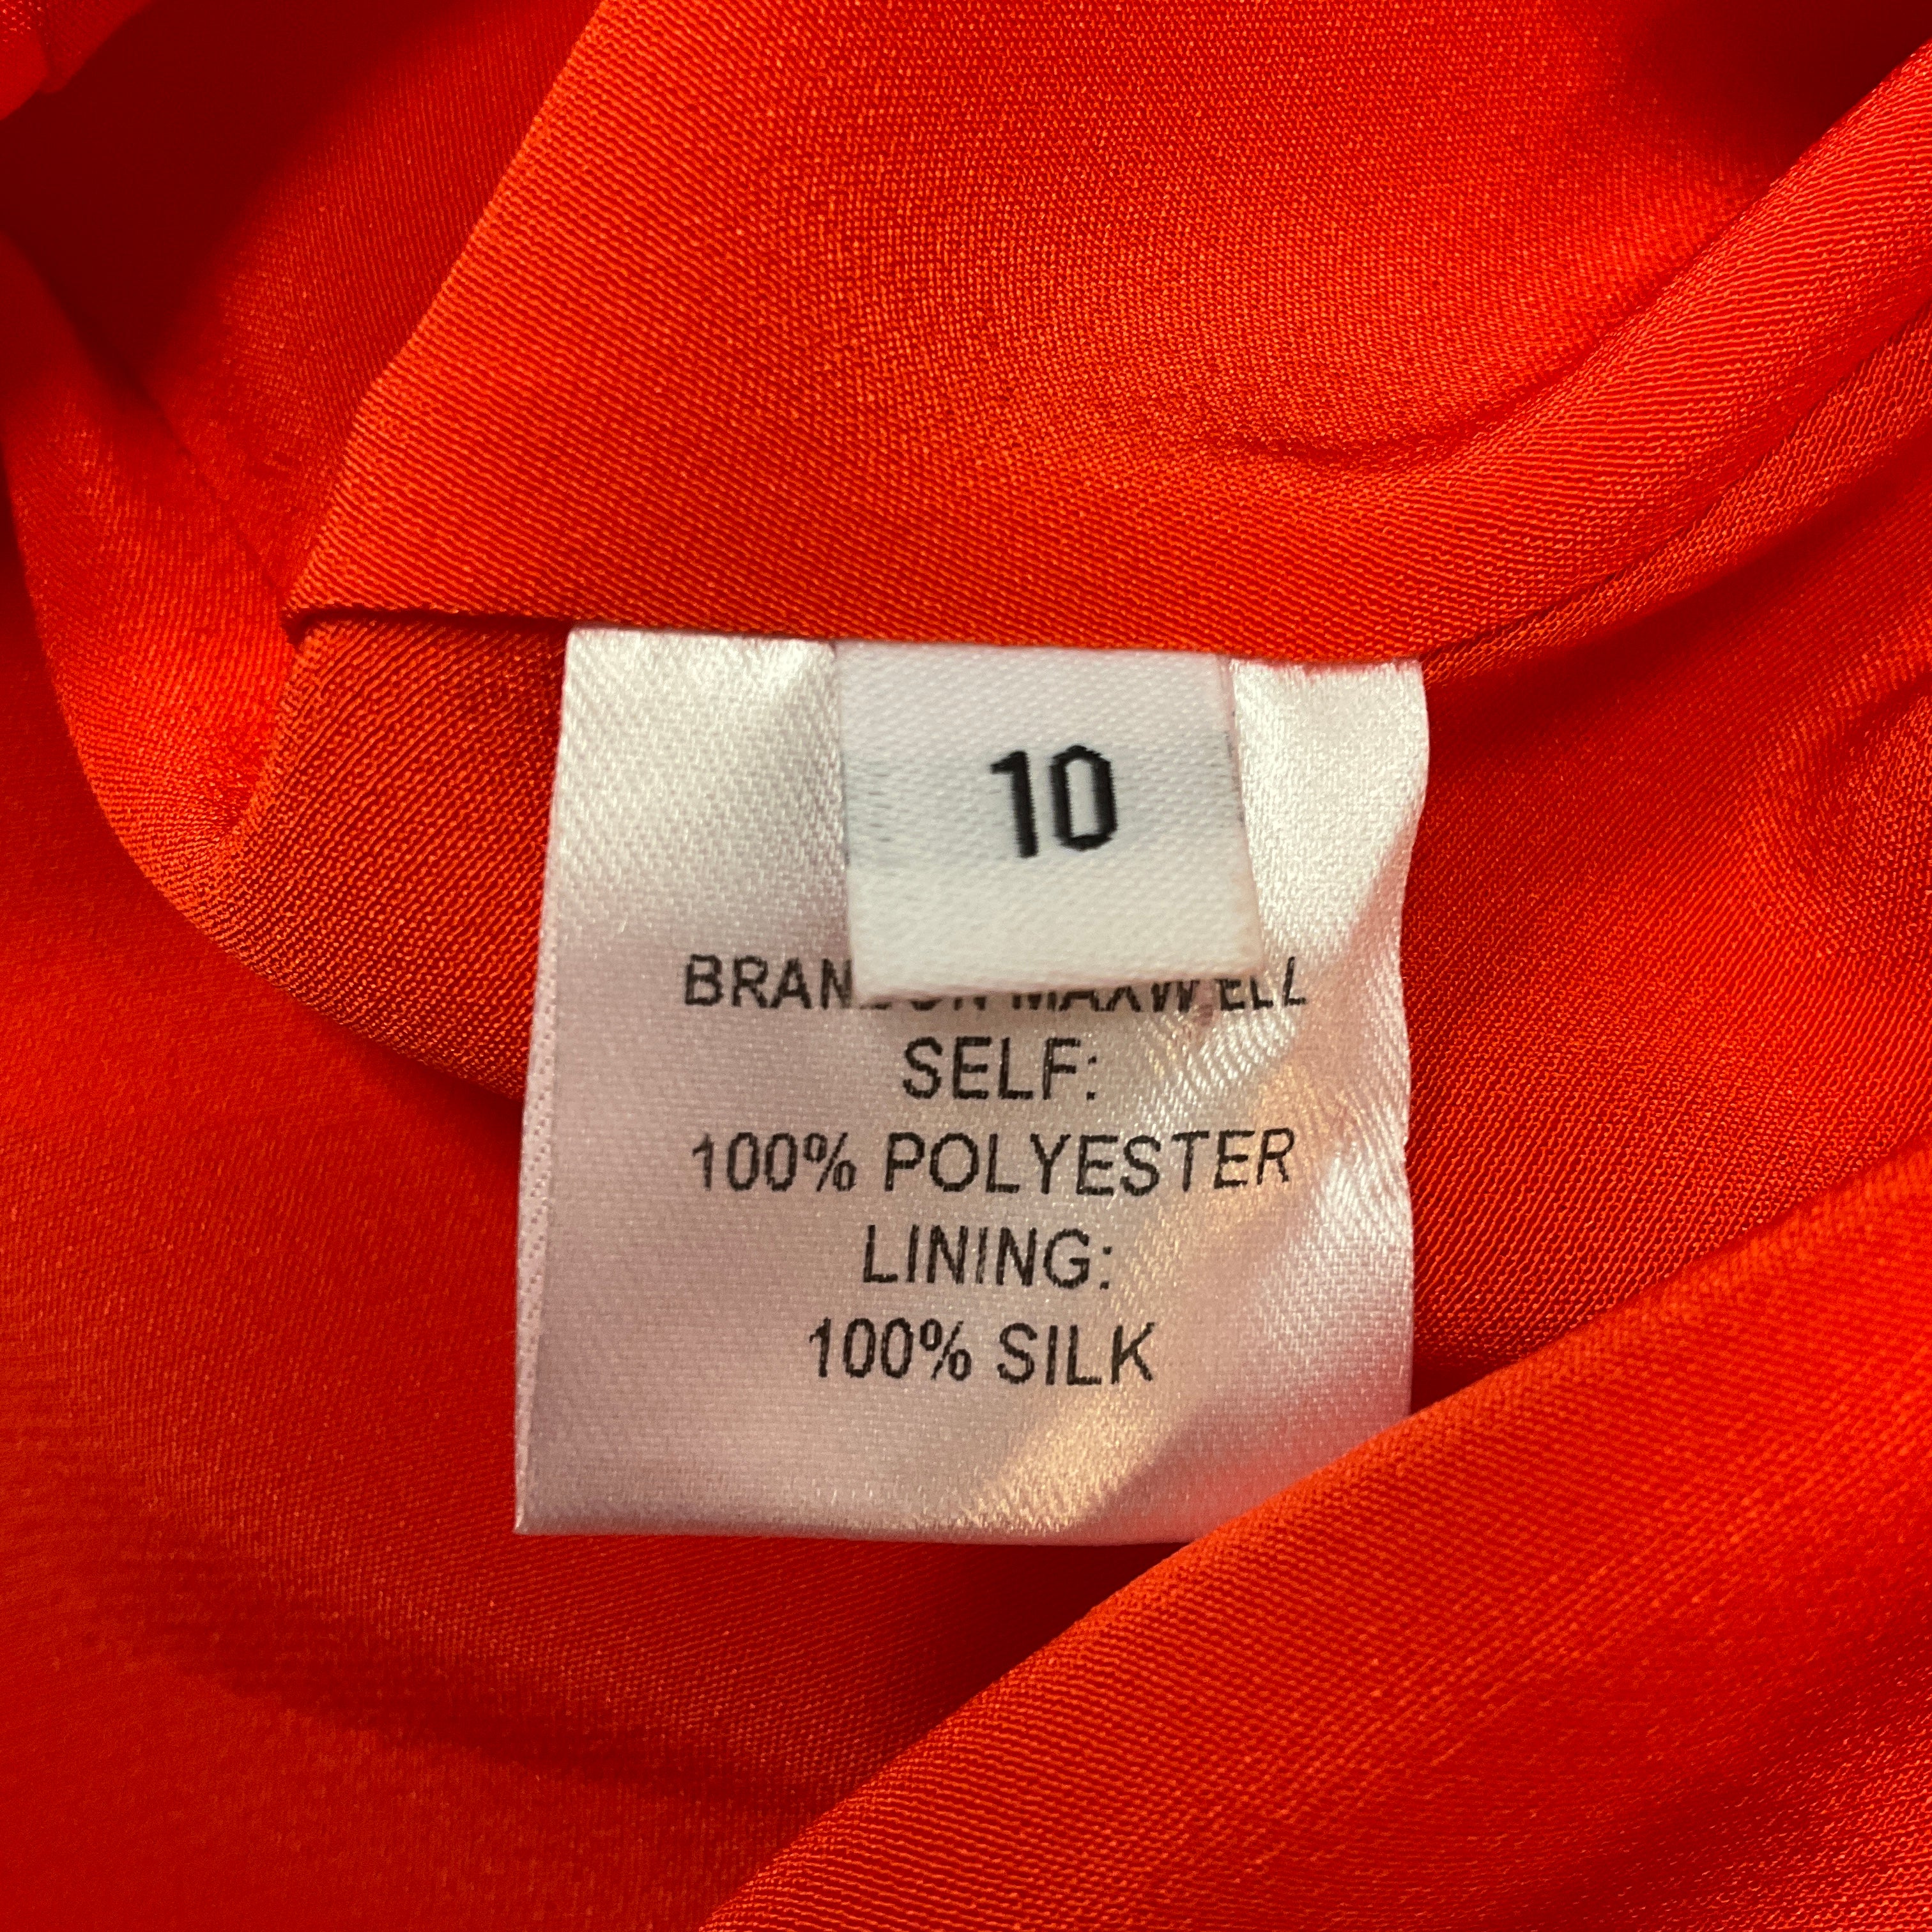 10
BRANDON MAXWELL
SELF:
100% POLYESTER
LINING:
100% SILK